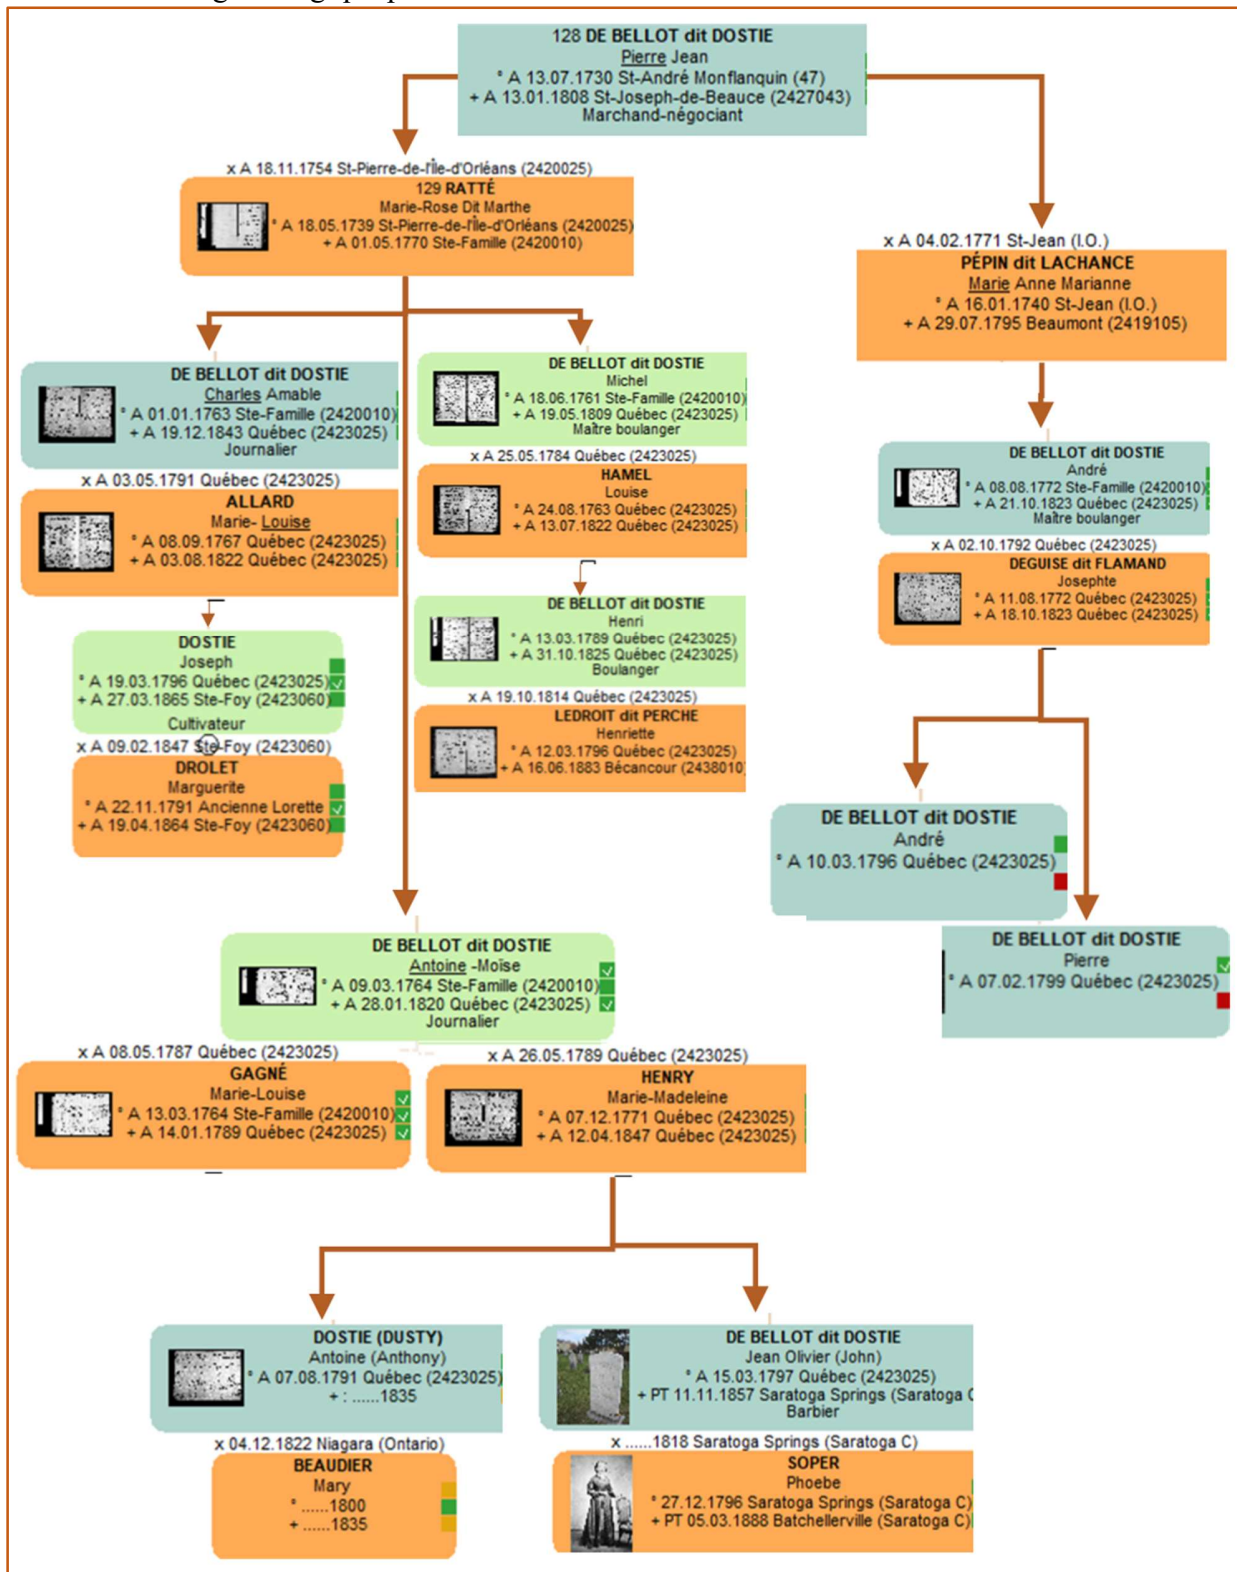 128 DE BELLOT dit DOSTIE
Pierre Jean
° A 13.07.1730 St-André Monflanquin (47)
+ A 13.01.1808 St-Joseph-de-Beauce (2427043)
Marchand-négociant
x A 18.11.1754 St-Pierre-de-l'Île-d'Orléans (2420025)
129 RATTÉ
Marie-Rose Dit Marthe
° A 18.05.1739 St-Pierre-de-l'Île-d'Orléans (2420025)
+ A 01.05.1770 Ste-Famille (2420010)
x A 04.02.1771 St-Jean (I.O.)
PÉPIN dit LACHANCE
Marie Anne Marianne
° A 16.01.1740 St-Jean (I.O.)
+ A 29.07.1795 Beaumont (2419105)
DE BELLOT dit DOSTIE
Charles Amable
° A 01.01.1763 Ste-Famille (2420010)
+ A 19.12.1843 Québec (2423025)
Journalier
x A 03.05.1791 Québec (2423025)
ALLARD
Marie- Louise
° A 08.09.1767 Québec (2423025)
+ A 03.08.1822 Québec (2423025)
DOSTIE
Joseph
° A 19.03.1796 Québec (2423025)
+ A 27.03.1865 Ste-Foy (2423060)
Cultivateur
x A 09.02.1847 Ste-Foy (2423060)
DROLET
Marguerite
° A 22.11.1791 Ancienne Lorette
+ A 19.04.1864 Ste-Foy (2423060)
DE BELLOT dit DOSTIE
Michel
° A 18.06.1761 Ste-Famille (2420010)
+ A 19.05.1809 Québec (2423025)
Maître boulanger
x A 25.05.1784 Québec (2423025)
HAMEL
Louise
° A 24.08.1763 Québec (2423025)
+ A 13.07.1822 Québec (2423025)
DE BELLOT dit DOSTIE
Henri
° A 13.03.1789 Québec (2423025)
+ A 31.10.1825 Québec (2423025)
Boulanger
x A 19.10.1814 Québec (2423025)
LEDROIT dit PERCHE
Henriette
° A 12.03.1796 Québec (2423025)
+ A 16.06.1883 Bécancour (2438010)
DE BELLOT dit DOSTIE
André
° A 08.08.1772 Ste-Famille (2420010)
+ A 21.10.1823 Québec (2423025)
Maître boulanger
x A 02.10.1792 Québec (2423025)
DEGUISE dit FLAMAND
Josephte
° A 11.08.1772 Québec (2423025)
+ A 18.10.1823 Québec (2423025)
DE BELLOT dit DOSTIE
André
° A 10.03.1796 Québec (2423025)
DE BELLOT dit DOSTIE
Pierre
° A 07.02.1799 Québec (2423025)
DE BELLOT dit DOSTIE
Antoine -Moïse
° A 09.03.1764 Ste-Famille (2420010)
+ A 28.01.1820 Québec (2423025)
Journalier
x A 08.05.1787 Québec (2423025)
GAGNÉ
Marie-Louise
° A 13.03.1764 Ste-Famille (2420010)
+ A 14.01.1789 Québec (2423025)
x A 26.05.1789 Québec (2423025)
HENRY
Marie-Madeleine
° A 07.12.1771 Québec (2423025)
+ A 12.04.1847 Québec (2423025)
DOSTIE (DUSTY)
Antoine (Anthony)
° A 07.08.1791 Québec (2423025)
+ : ......1835
x 04.12.1822 Niagara (Ontario)
BEAUDIER
Mary
° ......1800
+ ......1835
DE BELLOT dit DOSTIE
Jean Olivier (John)
° A 15.03.1797 Québec (2423025)
+ PT 11.11.1857 Saratoga Springs (Saratoga C
Barbier
x ......1818 Saratoga Springs (Saratoga C)
SOPER
Phoebe
° 27.12.1796 Saratoga Springs (Saratoga C)
+ PT 05.03.1888 Batchellerville (Saratoga C)